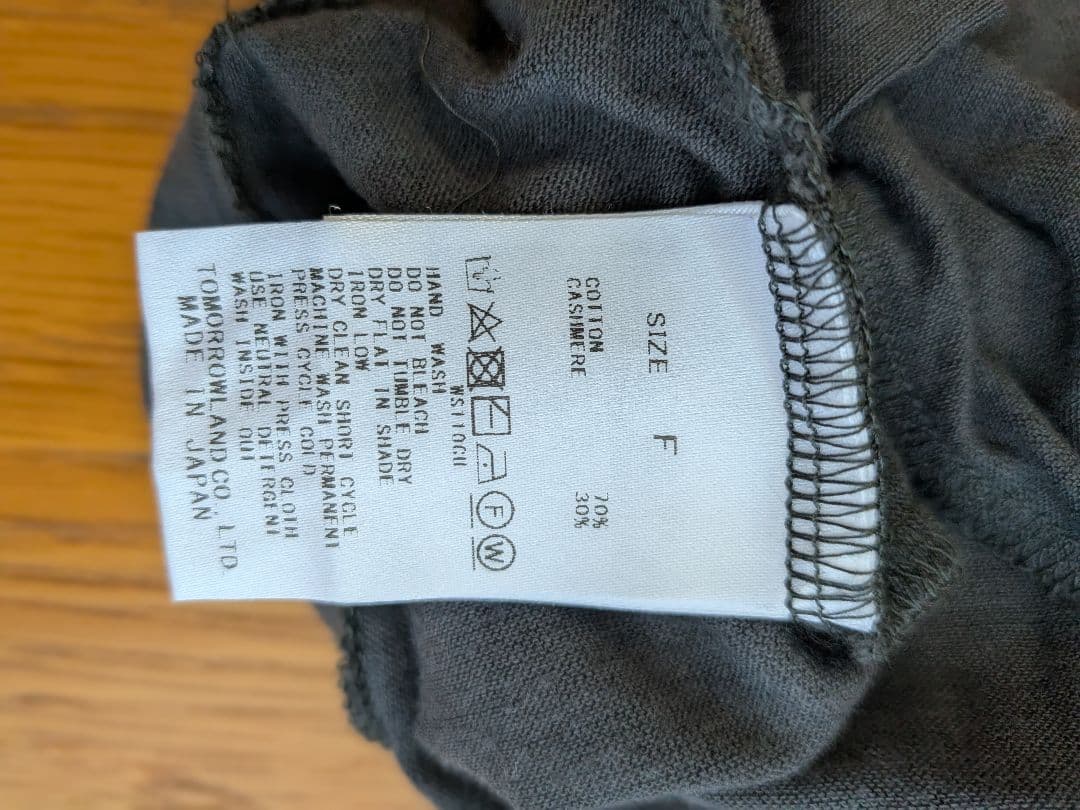 SIZE F
COTTON 70%
CASHMERE 30%
F W
WS110GH
HAND WASH
DO NOT BLEACH
DO NOT TUMBLE DRY
DRY FLAT IN SHADE
IRON LOW
DRY CLEAN SHORT CYCLE
MACHINE WASH PERMANENT
PRESS CYCLE COLD
IRON WITH PRESS CLOTH
USE NEUTRAL DETERGENT
WASH INSIDE OUT
TOMORROWLAND CO., LTD.
MADE IN JAPAN